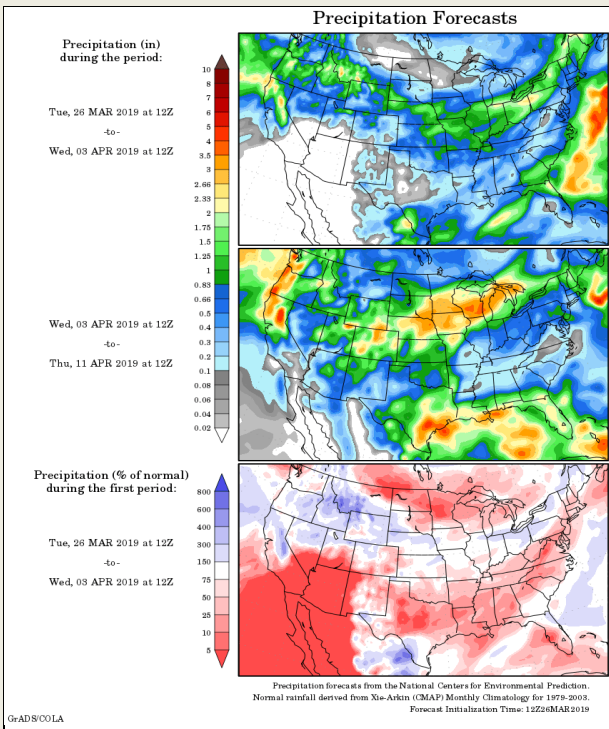 Precipitation Forecasts
Precipitation (in)
during the period:
Tue, 26 MAR 2019 at 12Z
-to-
Wed, 03 APR 2019 at 12Z
10
9
8
7
6
5
4
3.5
3
2.66
2.33
2
1.75
1.5
1.25
1
0.83
0.66
0.5
0.4
0.3
0.2
0.1
0.08
0.06
0.04
0.02
Wed, 03 APR 2019 at 12Z
-to-
Thu, 11 APR 2019 at 12Z
Precipitation (% of normal)
during the first period:
Tue, 26 MAR 2019 at 12Z
-to-
Wed, 03 APR 2019 at 12Z
800
600
400
300
150
75
50
25
10
5
Precipitation forecasts from the National Centers for Environmental Prediction.
Normal rainfall derived from Xie-Arkin (CMAP) Monthly Climatology for 1979-2003.
Forecast Initialization Time: 12Z26MAR2019
GrADS/COLA